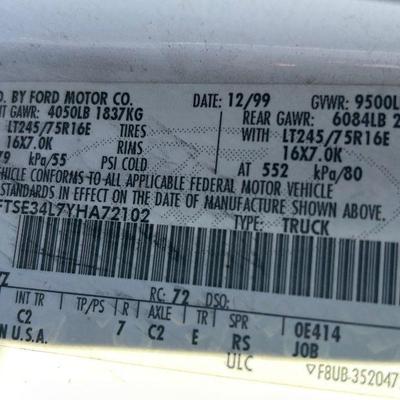 D. BY FORD MOTOR CO. DATE: 12/99 GVWR: 9500L
NT GAWR: 4050LB 1837KG REAR GAWR: 6084LB 2
LT245/75R16E TIRES WITH LT245/75R16E
16X7.0K RIMS 16X7.0K
79 kPa/55 PSI COLD AT 552 kPa/80
VEHICLE CONFORMS TO ALL APPLICABLE FEDERAL MOTOR VEHICLE
IN EFFECT ON THE DATE OF MANUFACTURE SHOWN ABOVE
FTSE34L7YHA72102 TYPE: TRUCK
RC: 72 DSO:
INT TR TP/PS R AXLE TR SPR 0E414
C2 7 C2 E RS JOB
N U.S.A. ULC ▽F8UB-352047